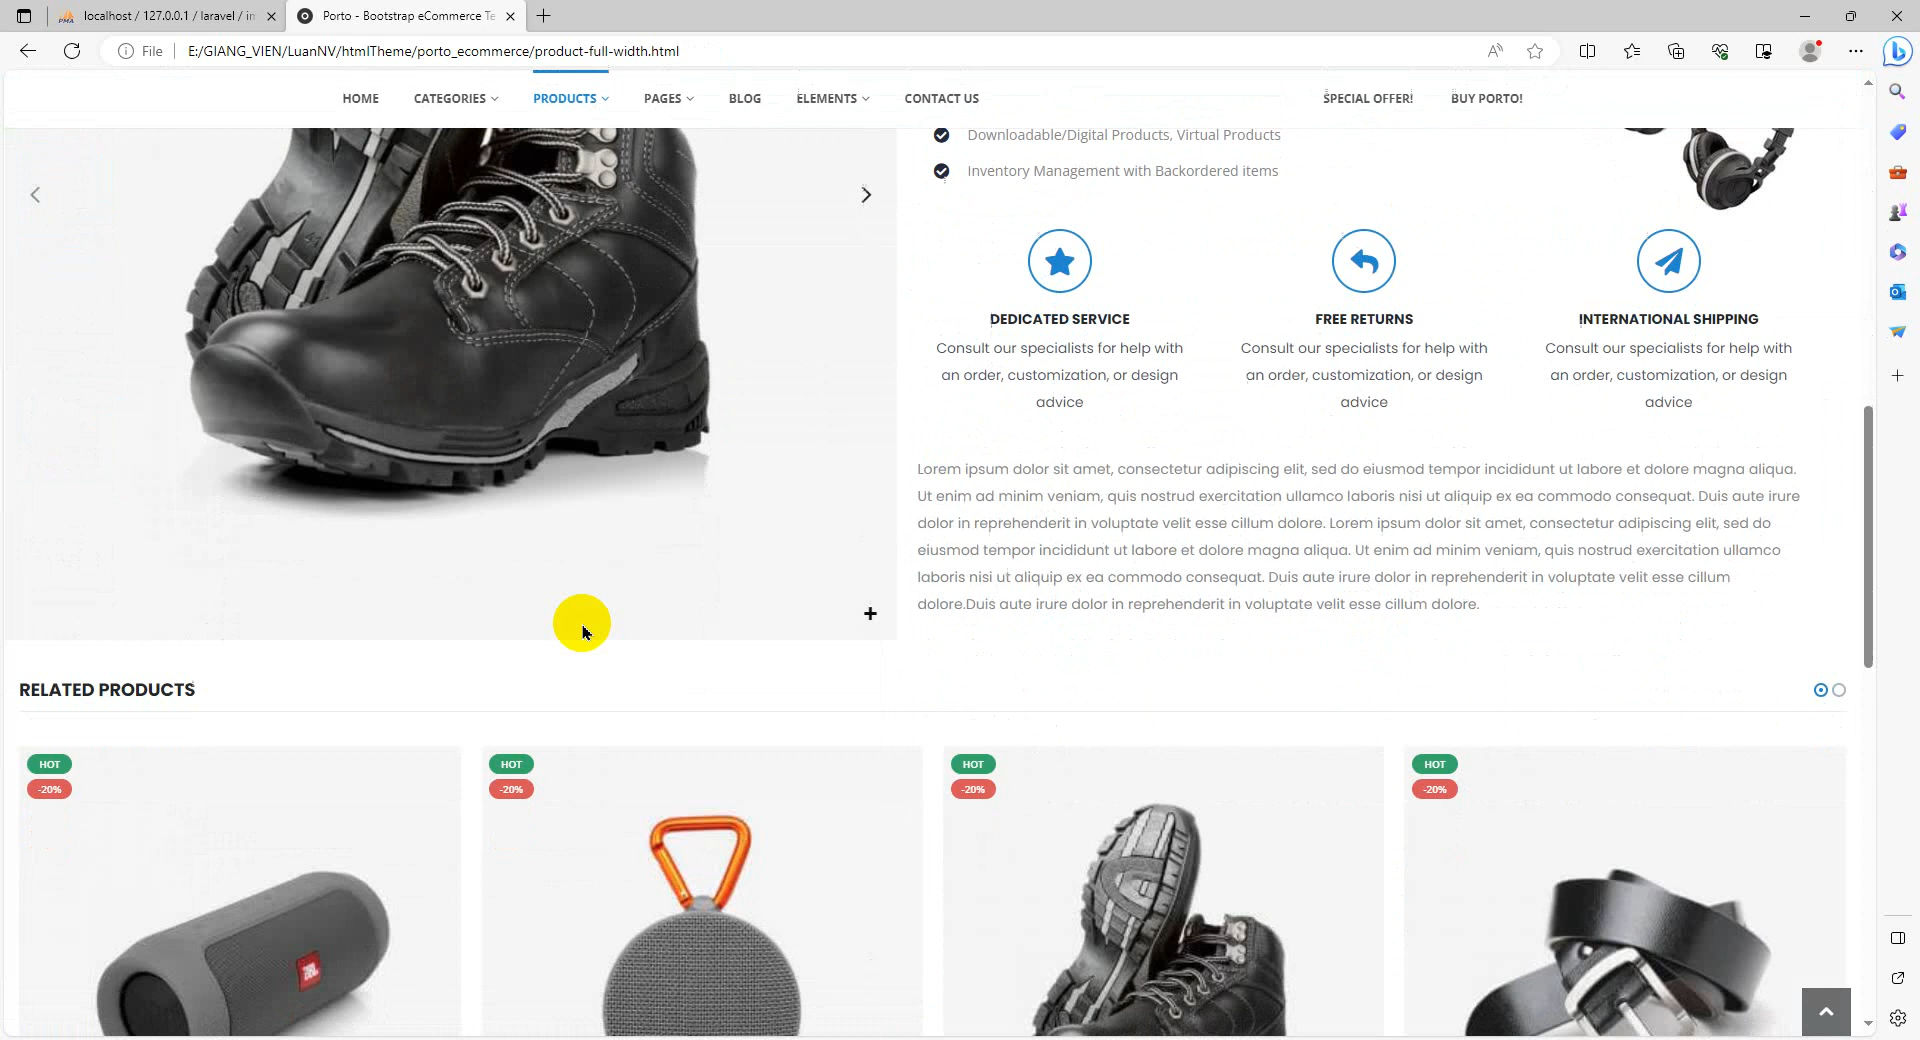 localhost / 127.0.0.1 / laravel / in
Porto - Bootstrap eCommerce Te
File
E:/GIANG_VIEN/LuanNV/htmlTheme/porto_ecommerce/product-full-width.html
HOME CATEGORIES PRODUCTS PAGES BLOG ELEMENTS CONTACT US SPECIAL OFFER! BUY PORTO!
Downloadable/Digital Products, Virtual Products
Inventory Management with Backordered items
DEDICATED SERVICE
Consult our specialists for help with
an order, customization, or design
advice
FREE RETURNS
Consult our specialists for help with
an order, customization, or design
advice
INTERNATIONAL SHIPPING
Consult our specialists for help with
an order, customization, or design
advice
Lorem ipsum dolor sit amet, consectetur adipiscing elit, sed do eiusmod tempor incididunt ut labore et dolore magna aliqua.
Ut enim ad minim veniam, quis nostrud exercitation ullamco laboris nisi ut aliquip ex ea commodo consequat. Duis aute irure
dolor in reprehenderit in voluptate velit esse cillum dolore. Lorem ipsum dolor sit amet, consectetur adipiscing elit, sed do
eiusmod tempor incididunt ut labore et dolore magna aliqua. Ut enim ad minim veniam, quis nostrud exercitation ullamco
laboris nisi ut aliquip ex ea commodo consequat. Duis aute irure dolor in reprehenderit in voluptate velit esse cillum
dolore.Duis aute irure dolor in reprehenderit in voluptate velit esse cillum dolore.
RELATED PRODUCTS
HOT
-20%
HOT
-20%
HOT
-20%
HOT
-20%
JBL